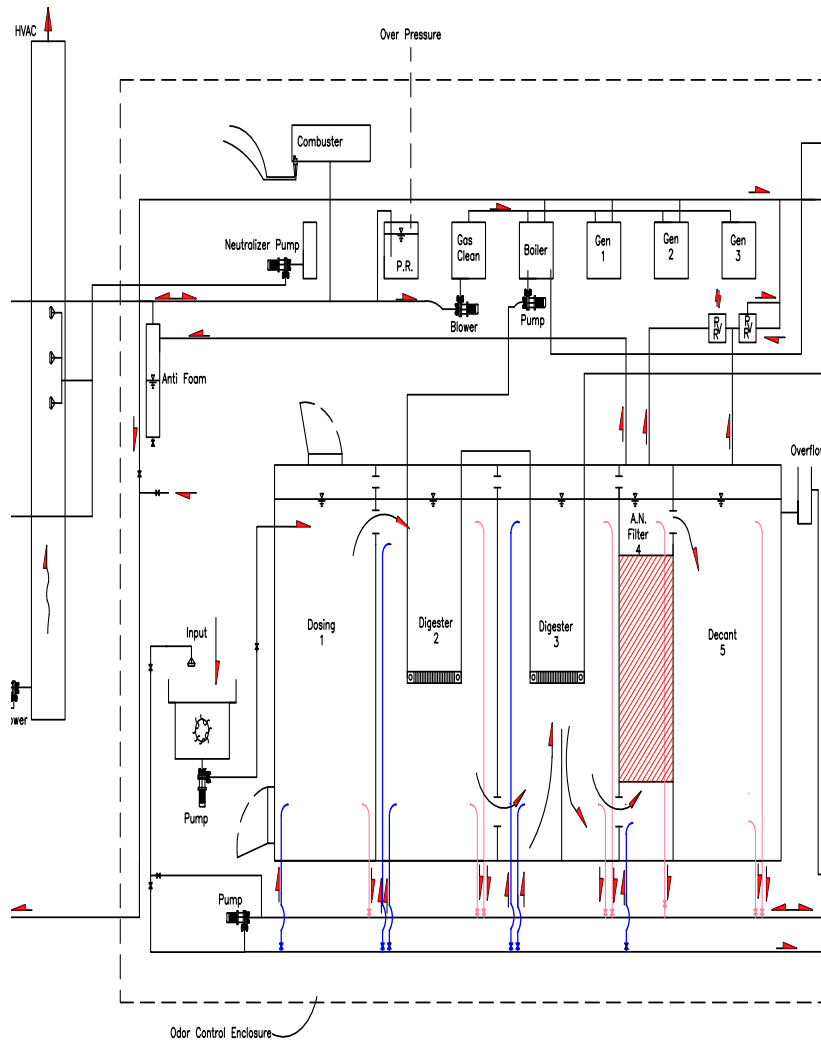 HVAC
Over Pressure
Combuster
Neutralizer Pump
P.R.
Gas
Clean
Boiler
Gen
1
Gen
2
Gen
3
Blower
Pump
R
V
R
R
V
R
Anti Foam
Overflow
A.N.
Filter
4
Dosing
1
Digester
2
Digester
3
Decant
5
Input
ower
Pump
Pump
Odor Control Enclosure